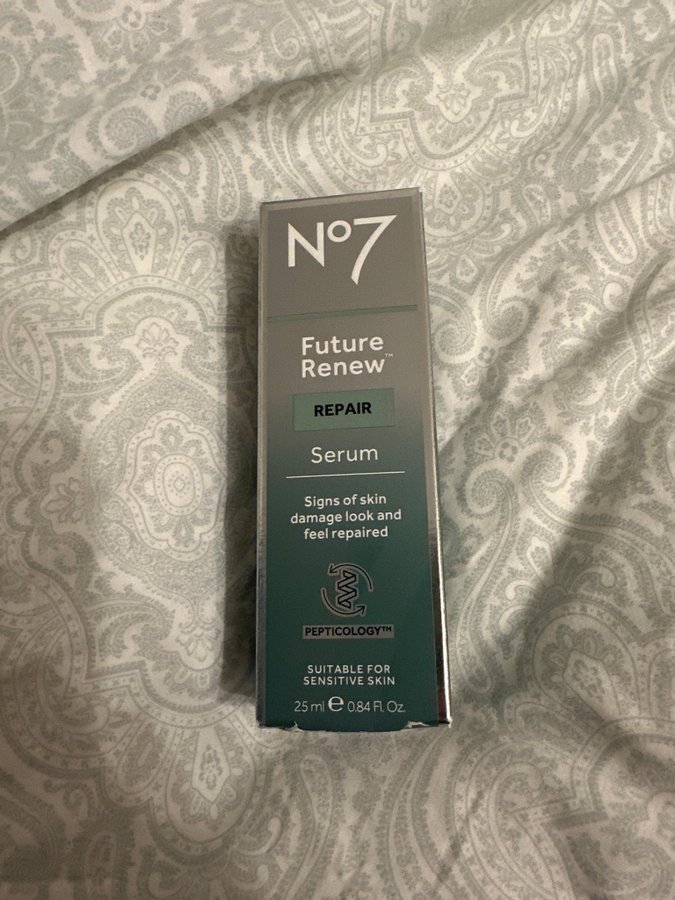 No7
Future
Renew™
REPAIR
Serum
Signs of skin
damage look and
feel repaired
PEPTICOLOGY™
SUITABLE FOR
SENSITIVE SKIN
25 ml ℮ 0.84 Fl. Oz.